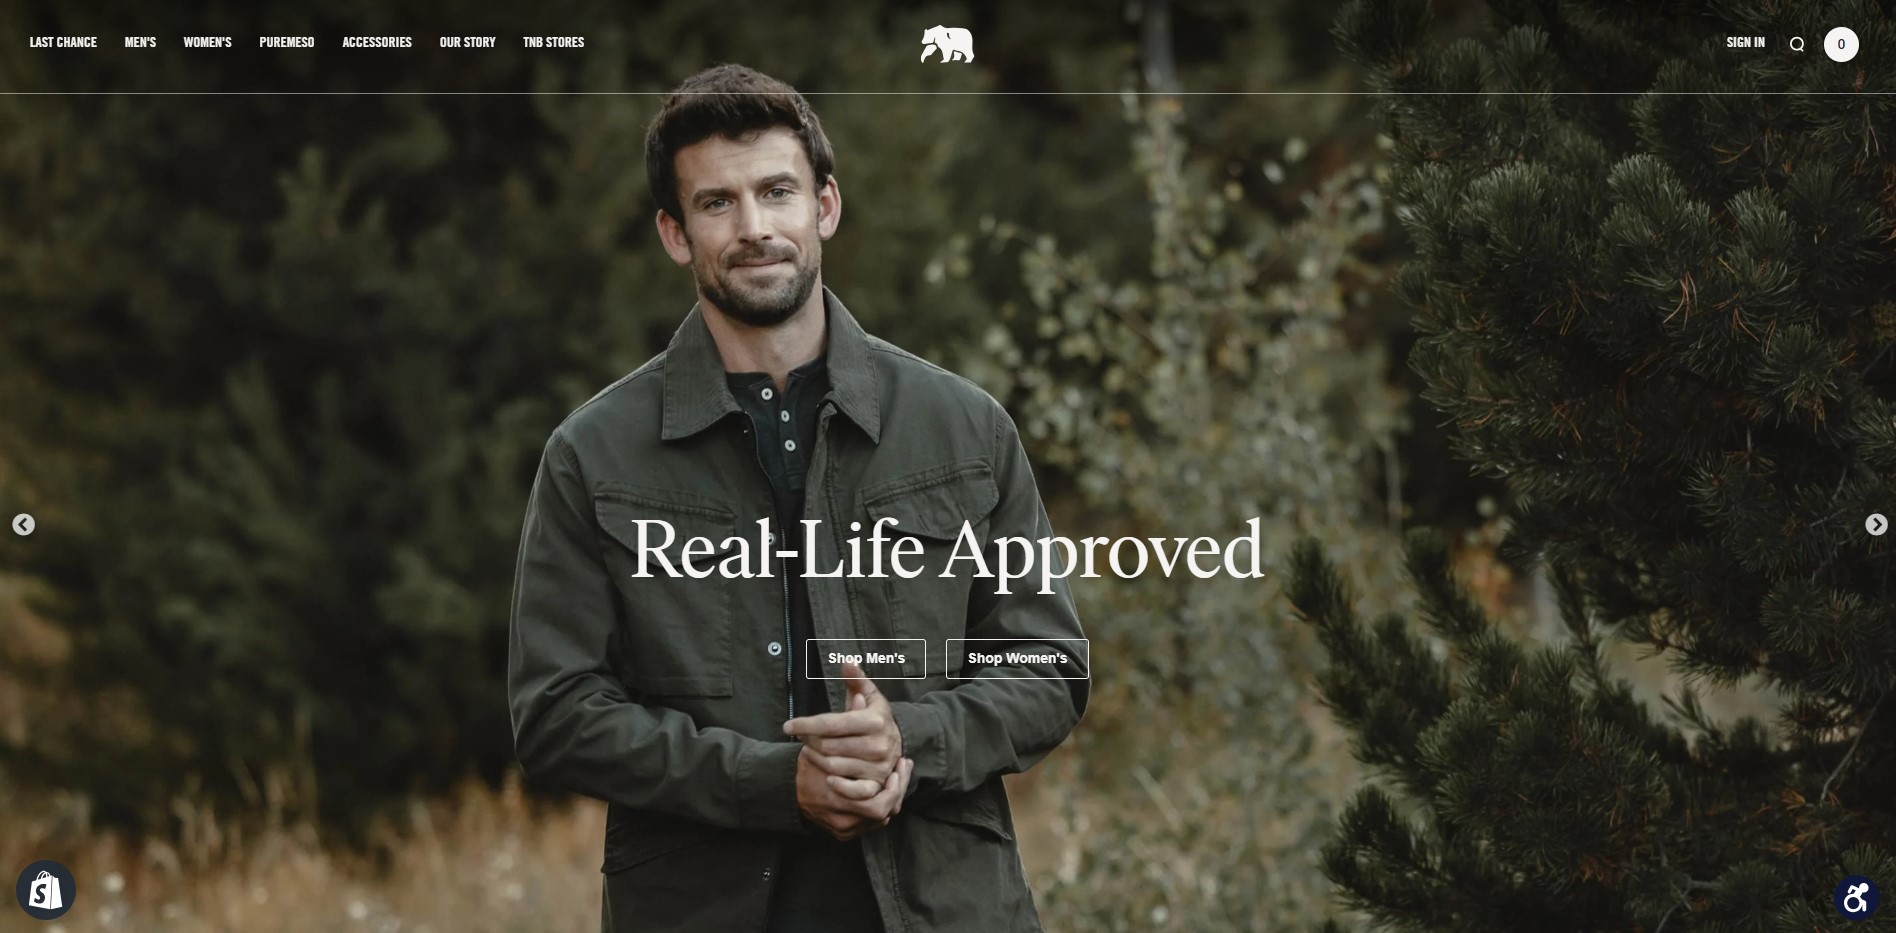 LAST CHANCE MEN'S WOMEN'S PUREMESO ACCESSORIES OUR STORY TNB STORES SIGN IN 0
Real-Life Approved
Shop Men's Shop Women's
S